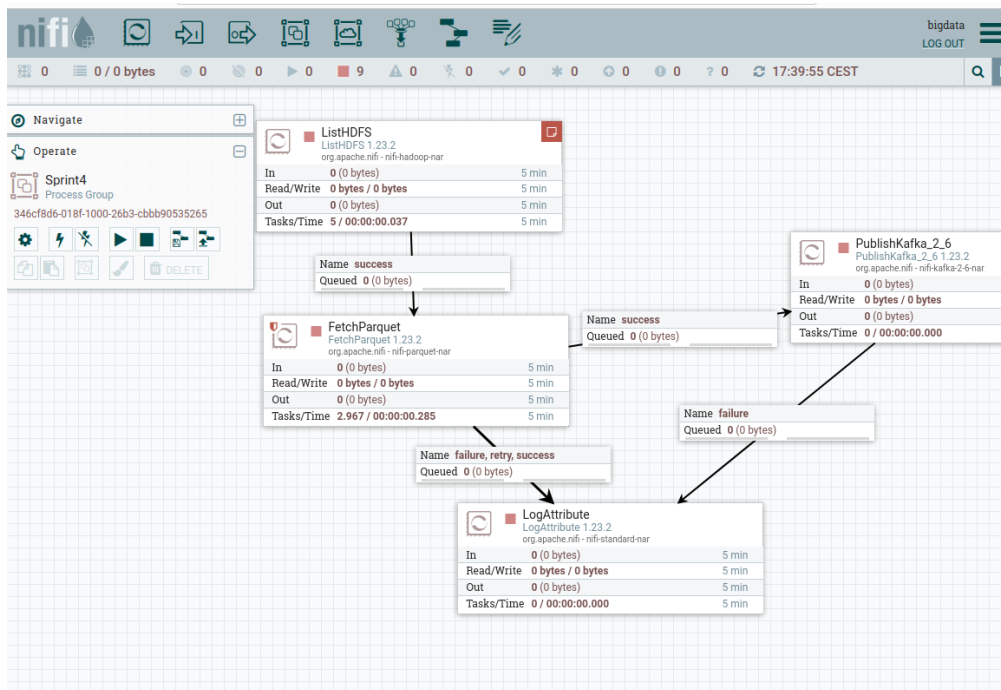 nifi
bigdata
LOG OUT
0
0 / 0 bytes
0
0
0
9
0
0
0
0
0
0
0
17:39:55 CEST
Navigate
Operate
Sprint4
Process Group
346cf8d6-018f-1000-26b3-cbbb90535265
DELETE
ListHDFS
ListHDFS 1.23.2
org.apache.nifi - nifi-hadoop-nar
In 0 (0 bytes) 5 min
Read/Write 0 bytes / 0 bytes 5 min
Out 0 (0 bytes) 5 min
Tasks/Time 5 / 00:00:00.037 5 min
Name success
Queued 0 (0 bytes)
FetchParquet
FetchParquet 1.23.2
org.apache.nifi - nifi-parquet-nar
In 0 (0 bytes) 5 min
Read/Write 0 bytes / 0 bytes 5 min
Out 0 (0 bytes) 5 min
Tasks/Time 2.967 / 00:00:00.285 5 min
Name success
Queued 0 (0 bytes)
PublishKafka_2_6
PublishKafka_2_6 1.23.2
org.apache.nifi - nifi-kafka-2-6-nar
In 0 (0 bytes)
Read/Write 0 bytes / 0 bytes
Out 0 (0 bytes)
Tasks/Time 0 / 00:00:00.000
Name failure
Queued 0 (0 bytes)
Name failure, retry, success
Queued 0 (0 bytes)
LogAttribute
LogAttribute 1.23.2
org.apache.nifi - nifi-standard-nar
In 0 (0 bytes) 5 min
Read/Write 0 bytes / 0 bytes 5 min
Out 0 (0 bytes) 5 min
Tasks/Time 0 / 00:00:00.000 5 min